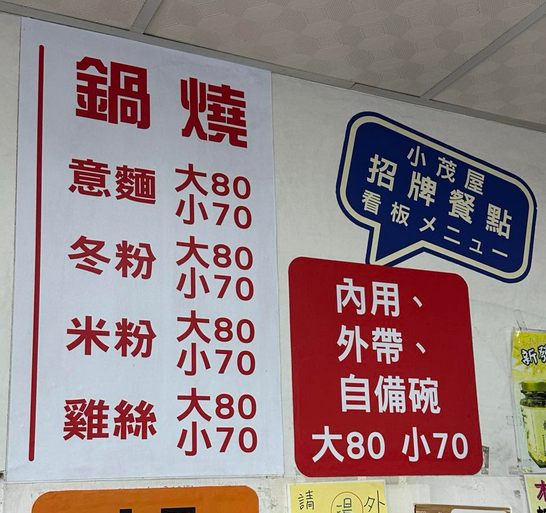 鍋燒
意麵 大80
小70
冬粉 大80
小70
米粉 大80
小70
雞絲 大80
小70
小茂屋
招牌餐點
看板メニュー
內用、
外帶、
自備碗
大80 小70
請 湯 外